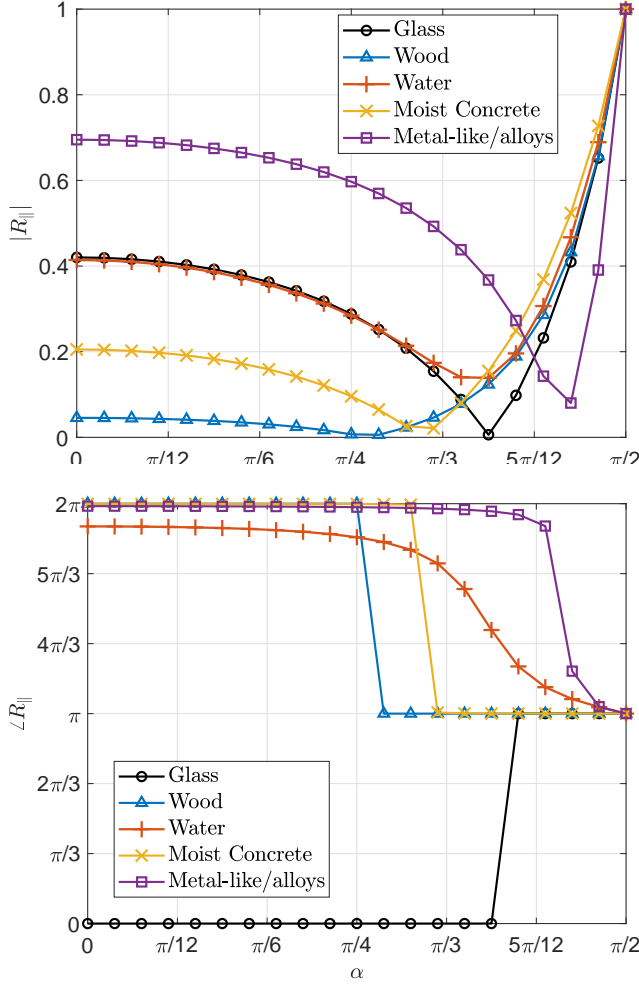 1
0.8
0.6
0.4
0.2
0
|R∥|
Glass
Wood
Water
Moist Concrete
Metal-like/alloys
0
π/12
π/6
π/4
π/3
5π/12
π/2
2π
5π/3
4π/3
π
2π/3
π/3
0
∠R∥
Glass
Wood
Water
Moist Concrete
Metal-like/alloys
0
π/12
π/6
π/4
π/3
5π/12
π/2
α